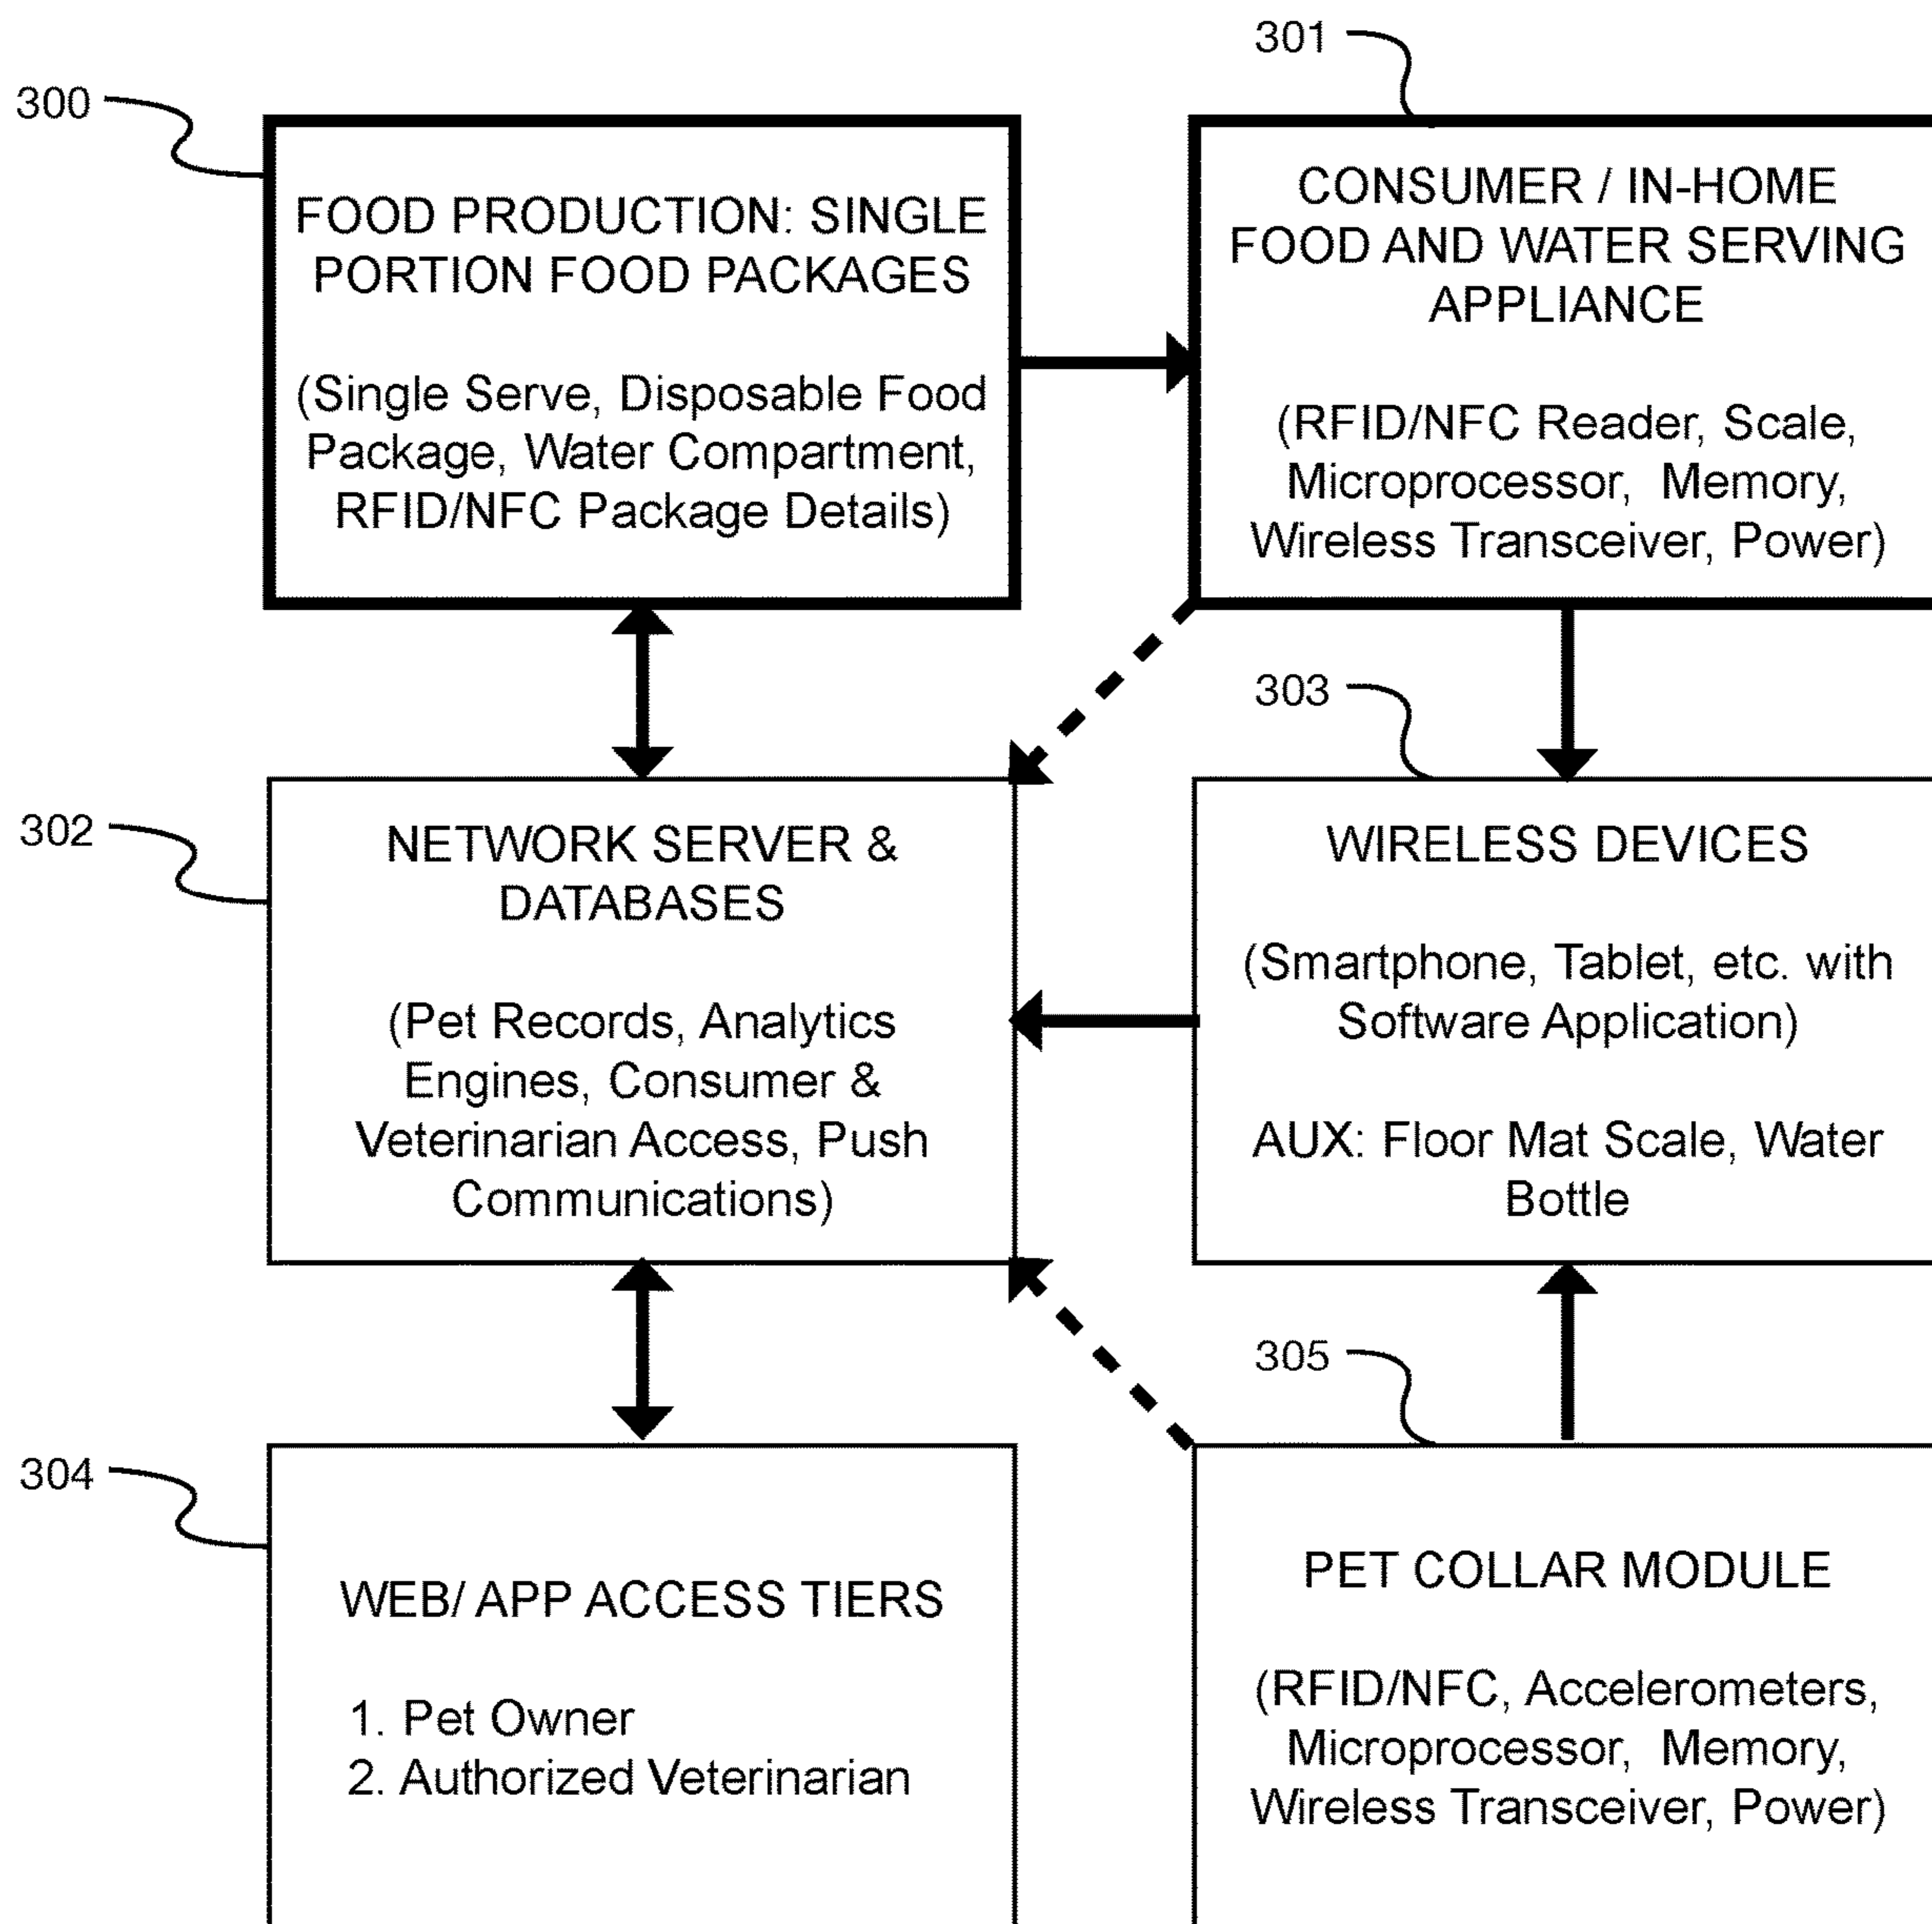 301
300
FOOD PRODUCTION: SINGLE
PORTION FOOD PACKAGES
(Single Serve, Disposable Food
Package, Water Compartment,
RFID/NFC Package Details)
CONSUMER / IN-HOME
FOOD AND WATER SERVING
APPLIANCE
(RFID/NFC Reader, Scale,
Microprocessor, Memory,
Wireless Transceiver, Power)
302
NETWORK SERVER &
DATABASES
(Pet Records, Analytics
Engines, Consumer &
Veterinarian Access, Push
Communications)
303
WIRELESS DEVICES
(Smartphone, Tablet, etc. with
Software Application)
AUX: Floor Mat Scale, Water
Bottle
304
WEB/ APP ACCESS TIERS
1. Pet Owner
2. Authorized Veterinarian
305
PET COLLAR MODULE
(RFID/NFC, Accelerometers,
Microprocessor, Memory,
Wireless Transceiver, Power)